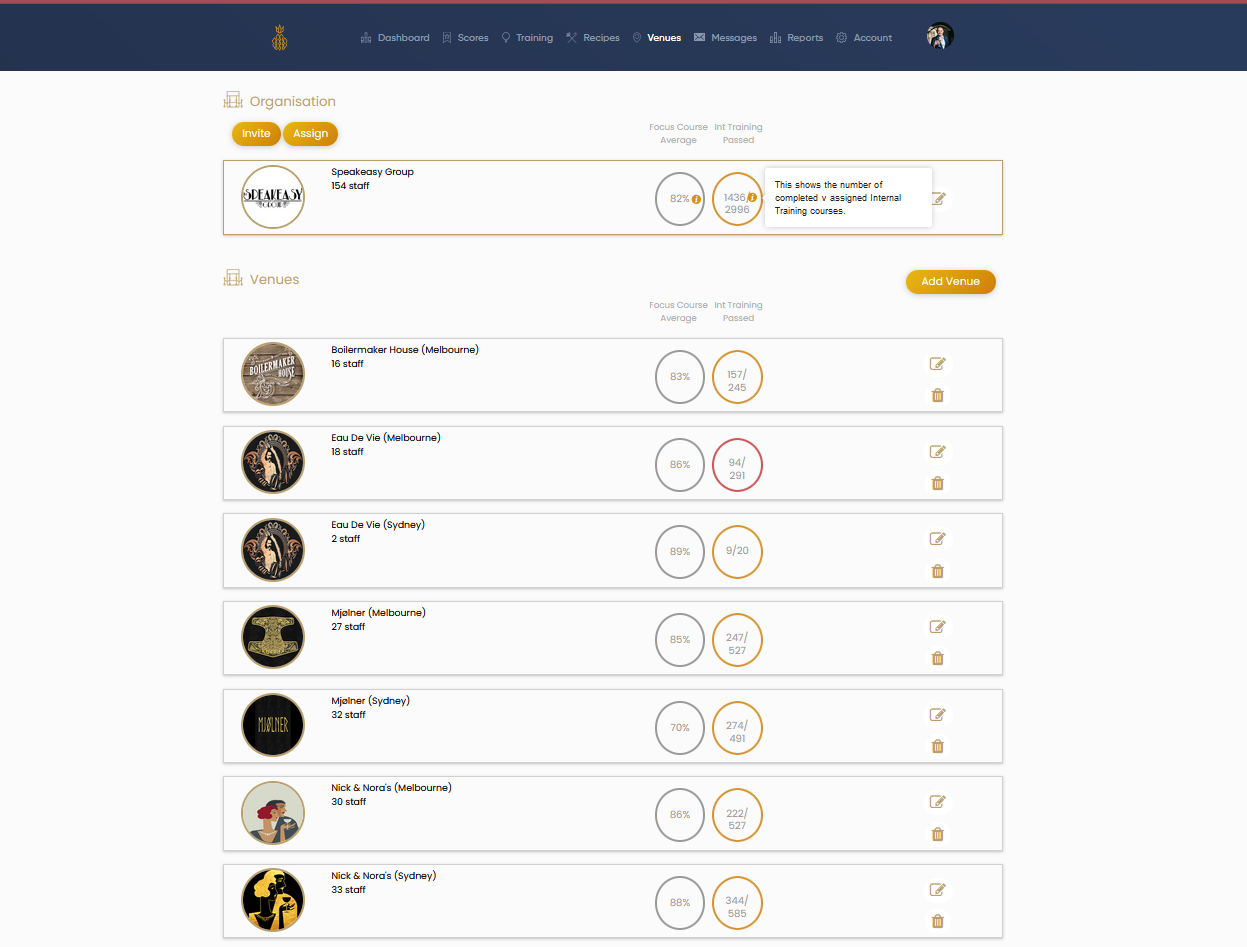 Dashboard Scores Training Recipes Venues Messages Reports Account
Organisation
Invite Assign
Focus Course Average
Int Training Passed
SPEAKEASY
GROUP
Speakeasy Group
154 staff
82%
1436/
2996
This shows the number of
completed v assigned Internal
Training courses.
Venues
Add Venue
Focus Course Average
Int Training Passed
BOILERMAKER
HOUSE
Boilermaker House (Melbourne)
16 staff
83%
157/
245
Eau De Vie (Melbourne)
18 staff
86%
94/
291
Eau De Vie (Sydney)
2 staff
89%
9/20
Mjølner (Melbourne)
27 staff
85%
247/
527
MJØLNER
Mjølner (Sydney)
32 staff
70%
274/
491
Nick & Nora's (Melbourne)
30 staff
86%
222/
527
Nick & Nora's (Sydney)
33 staff
88%
344/
585